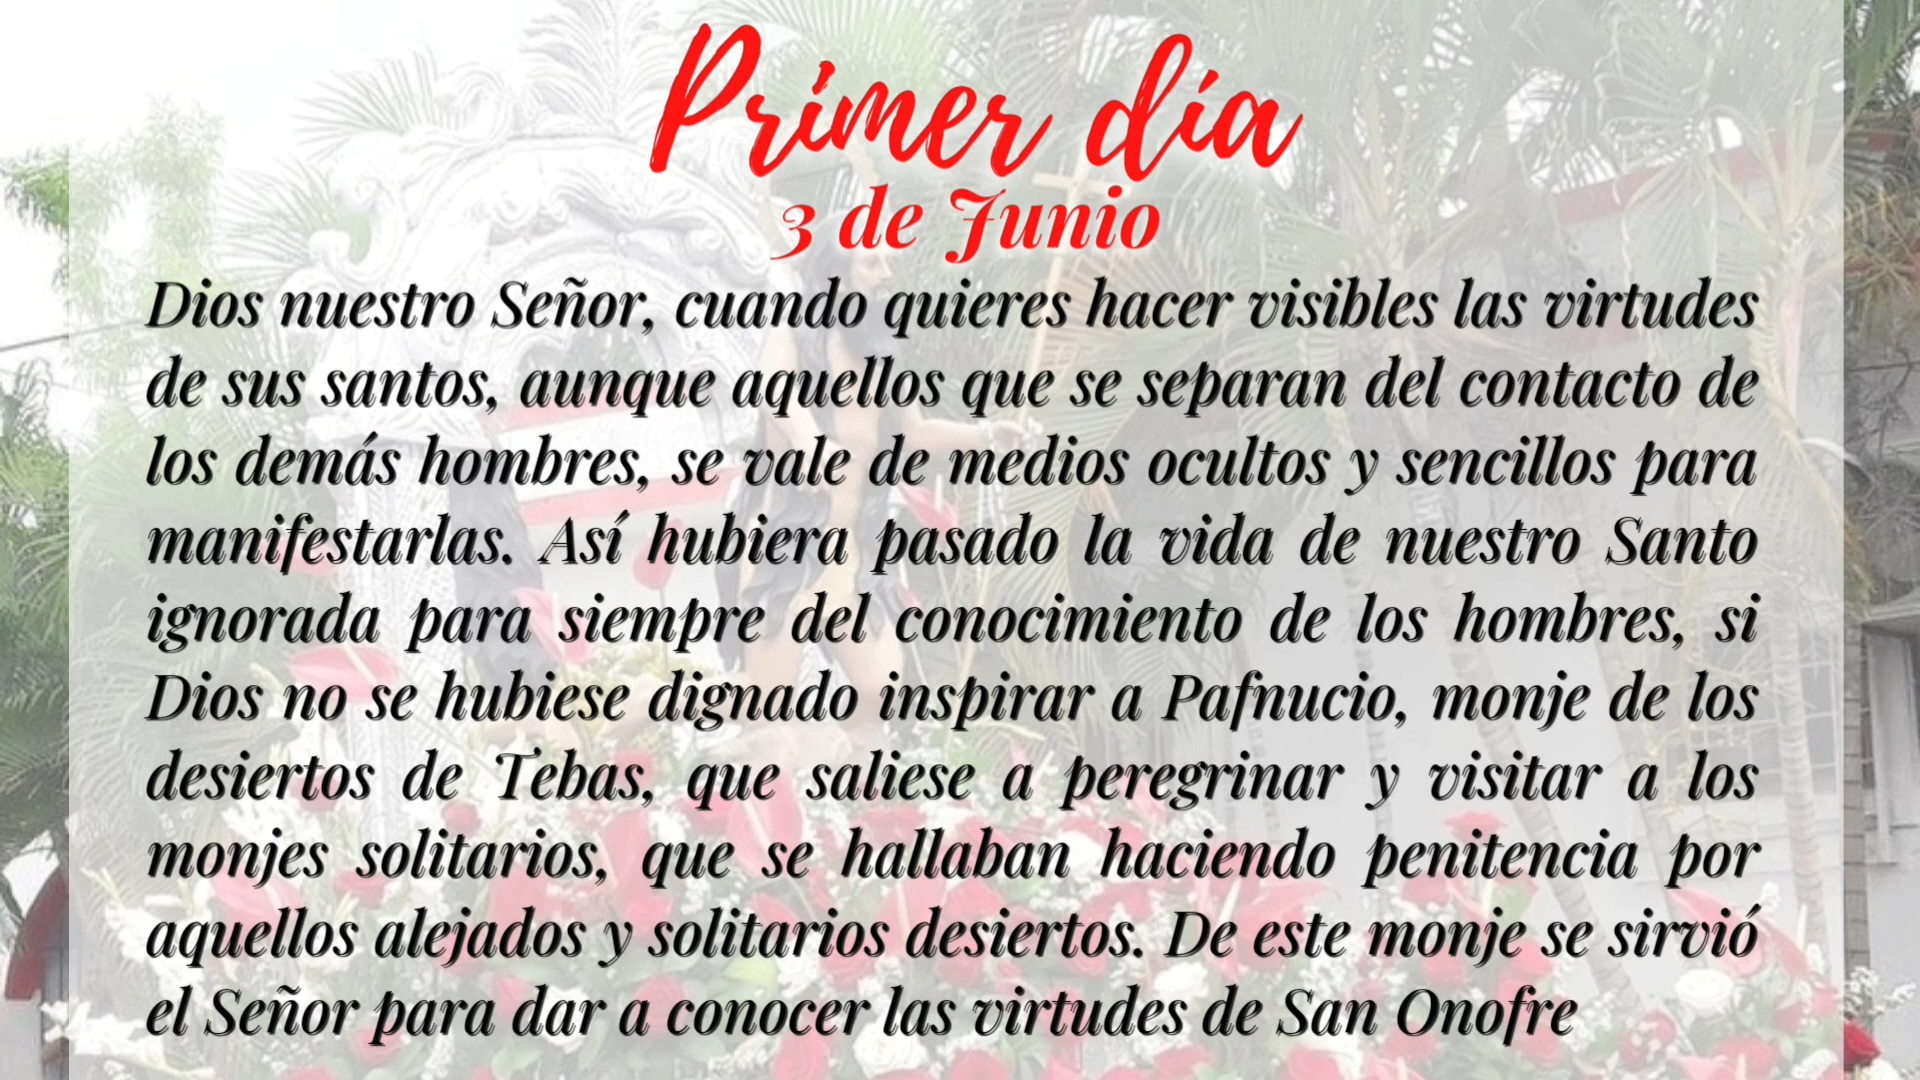 Primer día
3 de Junio
Dios nuestro Señor, cuando quieres hacer visibles las virtudes
de sus santos, aunque aquellos que se separan del contacto de
los demás hombres, se vale de medios ocultos y sencillos para
manifestarlas. Así hubiera pasado la vida de nuestro Santo
ignorada para siempre del conocimiento de los hombres, si
Dios no se hubiese dignado inspirar a Pafnucio, monje de los
desiertos de Tebas, que saliese a peregrinar y visitar a los
monjes solitarios, que se hallaban haciendo penitencia por
aquellos alejados y solitarios desiertos. De este monje se sirvió
el Señor para dar a conocer las virtudes de San Onofre